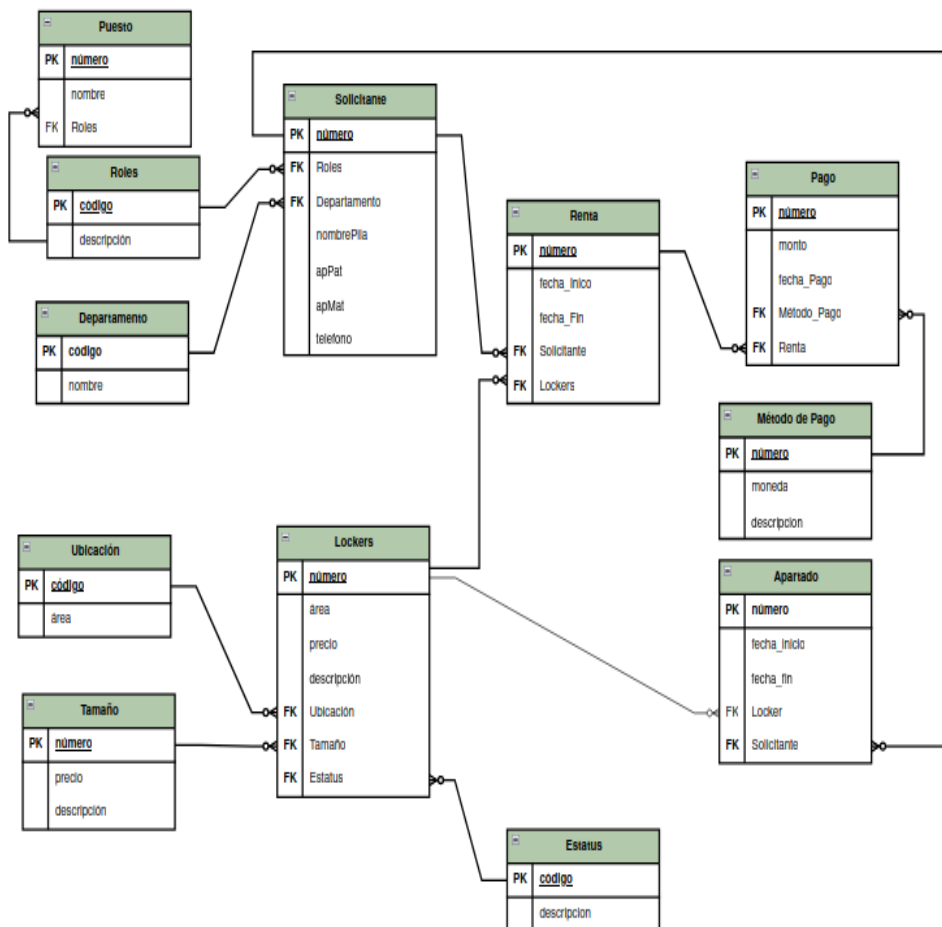 Puesto
PK número
nombre
FK Roles
Roles
PK codigo
descripción
Departamento
PK código
nombre
Solicitante
PK número
FK Roles
FK Departamento
nombrePila
apPat
apMat
telefono
Renta
PK número
fecha_Inico
fecha_Fin
FK Solicitante
FK Lockers
Pago
PK número
monto
fecha_Pago
FK Método_Pago
FK Renta
Método de Pago
PK número
moneda
descripcion
Ubicación
PK código
área
Tamaño
PK número
precio
descripción
Lockers
PK número
área
precio
descripción
FK Ubicación
FK Tamaño
FK Estatus
Apartado
PK número
fecha_inicio
fecha_fin
FK Locker
FK Solicitante
Estatus
PK codigo
descripcion